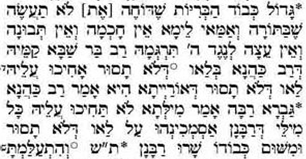 °גדול כבוד הבריות שדוחה [את] לא תעשה
שבתורה ואמאי לימא אין חכמה ואין תבונה
ואין עצה לנגד ה׳ תרגמה רב בר שבא קמיה
דרב כהנא בלאו °דלא תסור אחיכו עליה
לאו דלא תסור דאורייתא היא אמר רב כהנא
גברא רבה אמר מילתא לא תחיכו עליה כל
מילי דרבנן אסמכינהו על לאו דלא תסור
ומשום כבודו שרו רבנן *ת״ש °והתעלמת